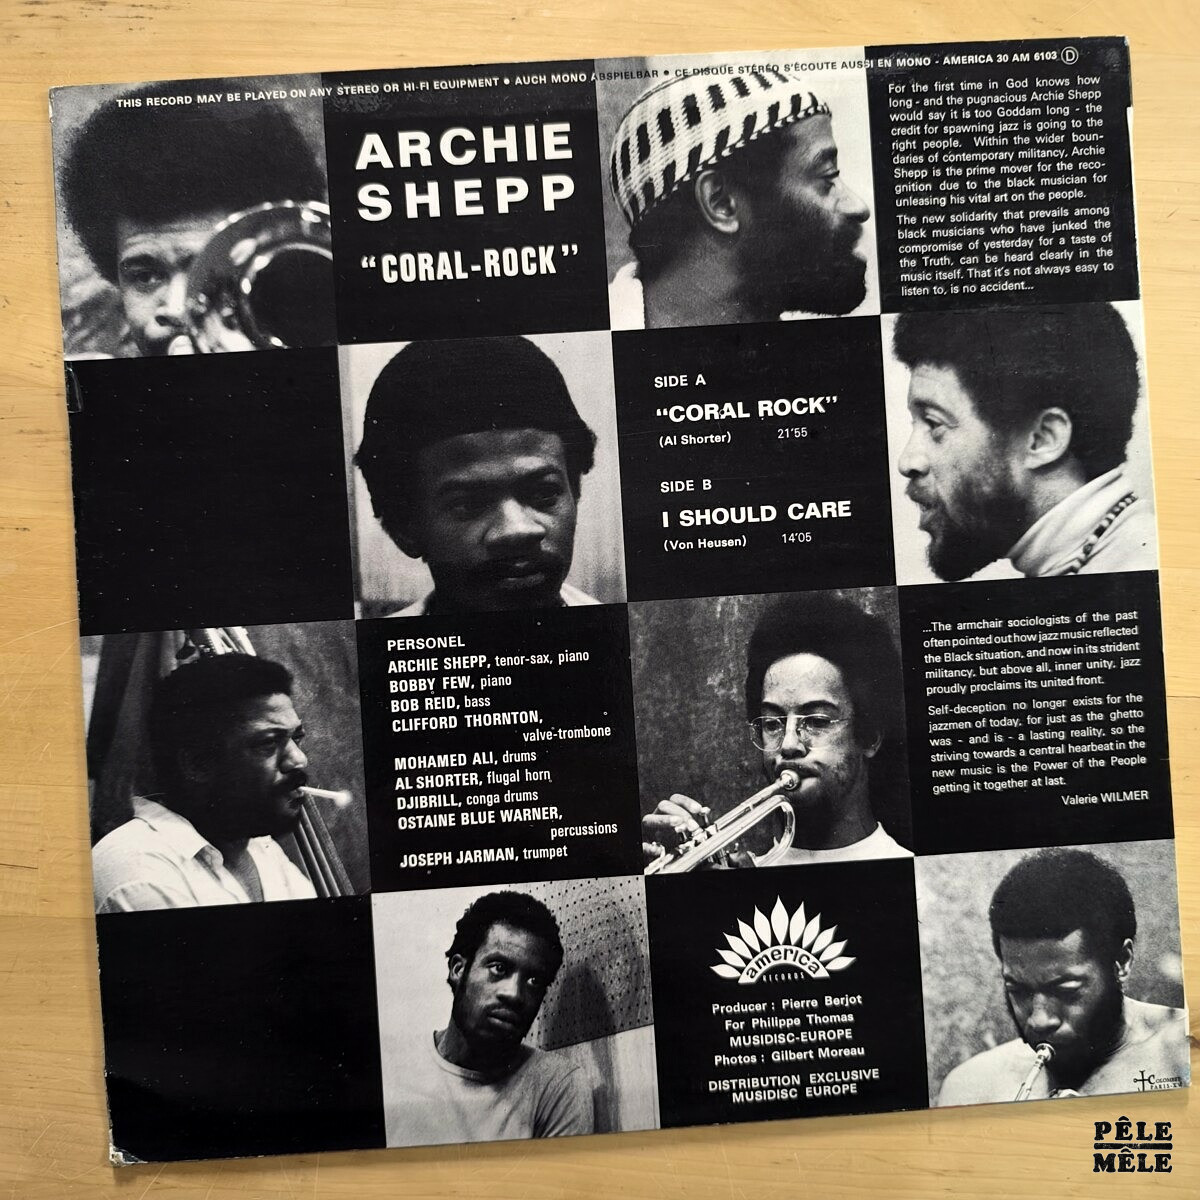 THIS RECORD MAY BE PLAYED ON ANY STEREO OR HI-FI EQUIPMENT • AUCH MONO ABSPIELBAR • CE DISQUE STÉRÉO S'ÉCOUTE AUSSI EN MONO - AMERICA 30 AM 6103 D
ARCHIE
SHEPP
“CORAL-ROCK”
For the first time in God knows how
long - and the pugnacious Archie Shepp
would say it is too Goddam long - the
credit for spawning jazz is going to the
right people. Within the wider boun-
daries of contemporary militancy, Archie
Shepp is the prime mover for the reco-
gnition due to the black musician for
unleasing his vital art on the people.
The new solidarity that prevails among
black musicians who have junked the
compromise of yesterday for a taste of
the Truth, can be heard clearly in the
music itself. That it's not always easy to
listen to, is no accident...
SIDE A
“CORAL ROCK”
(Al Shorter) 21'55
SIDE B
I SHOULD CARE
(Von Heusen) 14'05
PERSONEL
ARCHIE SHEPP, tenor-sax, piano
BOBBY FEW, piano
BOB REID, bass
CLIFFORD THORNTON,
valve-trombone
MOHAMED ALI, drums
AL SHORTER, flugal horn
DJIBRILL, conga drums
OSTAINE BLUE WARNER,
percussions
JOSEPH JARMAN, trumpet
...The armchair sociologists of the past
often pointed out how jazz music reflected
the Black situation, and now in its strident
militancy, but above all, inner unity, jazz
proudly proclaims its united front.
Self-deception no longer exists for the
jazzmen of today, for just as the ghetto
was - and is - a lasting reality, so the
striving towards a central hearbeat in the
new music is the Power of the People
getting it together at last.
Valerie WILMER
america
RECORDS
Producer : Pierre Berjot
For Philippe Thomas
MUSIDISC-EUROPE
Photos : Gilbert Moreau
DISTRIBUTION EXCLUSIVE
MUSIDISC EUROPE
PÊLE
MÊLE